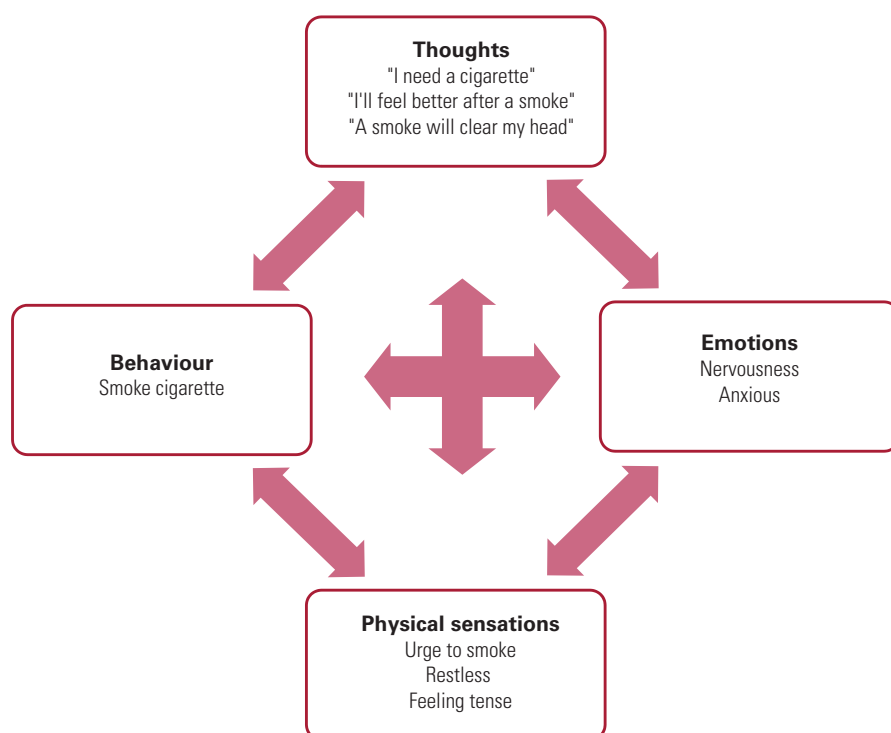 Thoughts
"I need a cigarette"
"I'll feel better after a smoke"
"A smoke will clear my head"
Behaviour
Smoke cigarette
Emotions
Nervousness
Anxious
Physical sensations
Urge to smoke
Restless
Feeling tense